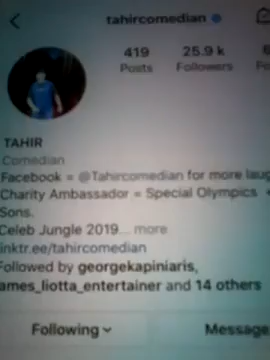 tahircomedian
419 25.9 k
Posts Followers
TAHIR
Comedian
Facebook = @Tahircomedian for more
Charity Ambassador = Special Olympics
Sons.
Celeb Jungle 2019... more
inktr.ee/tahircomedian
Followed by georgekapiniaris,
ames_liotta_entertainer and 14 others
Following Message